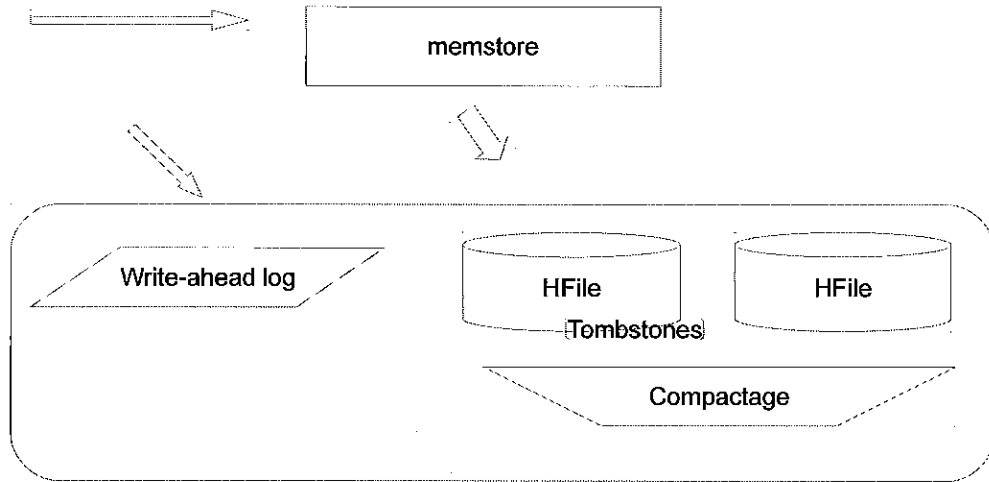 memstore
Write-ahead log
HFile
HFile
Tombstones
Compactage